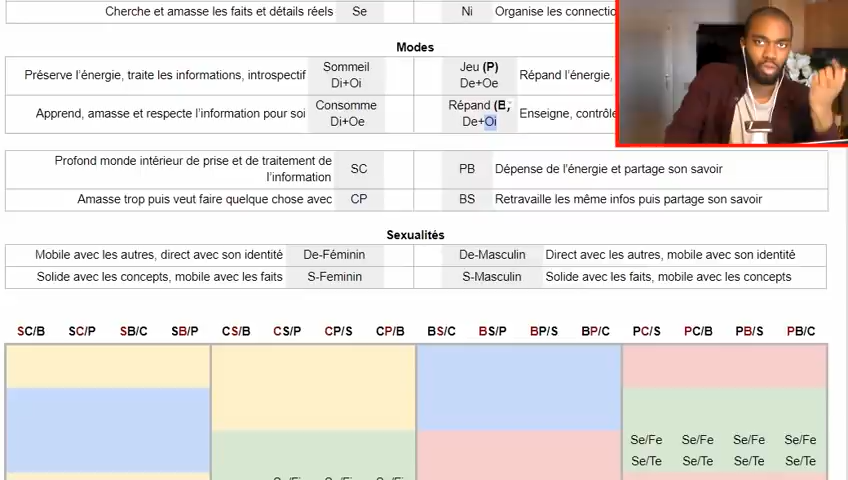 Cherche et amasse les faits et détails réels Se Ni Organise les
Modes
Préserve l'énergie, traite les informations, introspectif Sommeil Di+Oi Jeu (P) De+Oe Répand l'énergie,
Apprend, amasse et respecte l'information pour soi Consomme Di+Oe Répand (B, De+Oi Enseigne,
Profond monde intérieur de prise et de traitement de l'information SC PB Dépense de l'énergie et partage son savoir
Amasse trop puis veut faire quelque chose avec CP BS Retravaille les même infos puis partage son savoir
Sexualités
Mobile avec les autres, direct avec son identité De-Féminin De-Masculin Direct avec les autres, mobile avec son identité
Solide avec les concepts, mobile avec les faits S-Feminin S-Masculin Solide avec les faits, mobile avec les concepts
SC/B SC/P SB/C SB/P CS/B CS/P CP/S CP/B BS/C BS/P BP/S BP/C PC/S PC/B PB/S PB/C
Se/Fe Se/Fe Se/Fe Se/Fe
Se/Te Se/Te Se/Te Se/Te